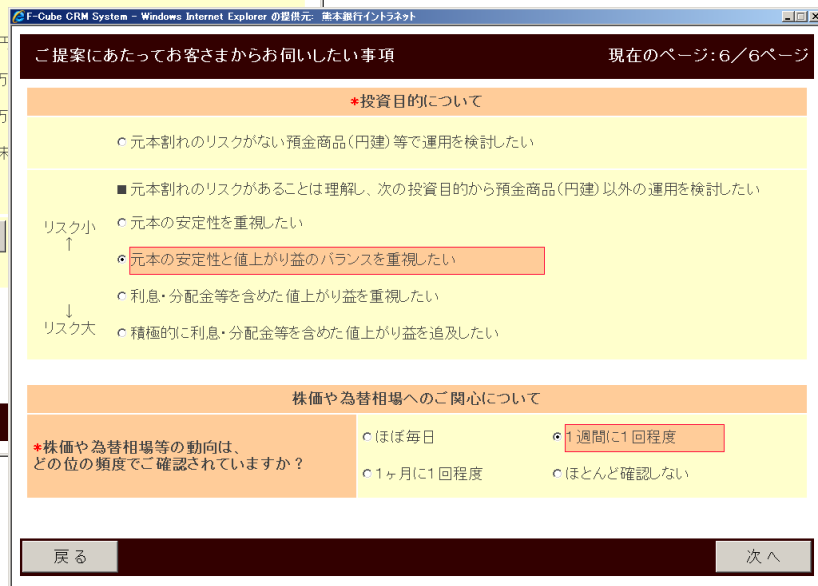 F-Cube CRM System - Windows Internet Explorer の提供元: 熊本銀行イントラネット
ご提案にあたってお客さまからお伺いしたい事項
現在のページ:6/6ページ
*投資目的について
元本割れのリスクがない預金商品(円建)等で運用を検討したい
■元本割れのリスクがあることは理解し、次の投資目的から預金商品(円建)以外の運用を検討したい
リスク小
↑
元本の安定性を重視したい
元本の安定性と値上がり益のバランスを重視したい
利息・分配金等を含めた値上がり益を重視したい
↓
リスク大
積極的に利息・分配金等を含めた値上がり益を追及したい
株価や為替相場へのご関心について
*株価や為替相場等の動向は、
どの位の頻度でご確認されていますか?
ほぼ毎日
1週間に1回程度
1ヶ月に1回程度
ほとんど確認しない
戻る
次へ